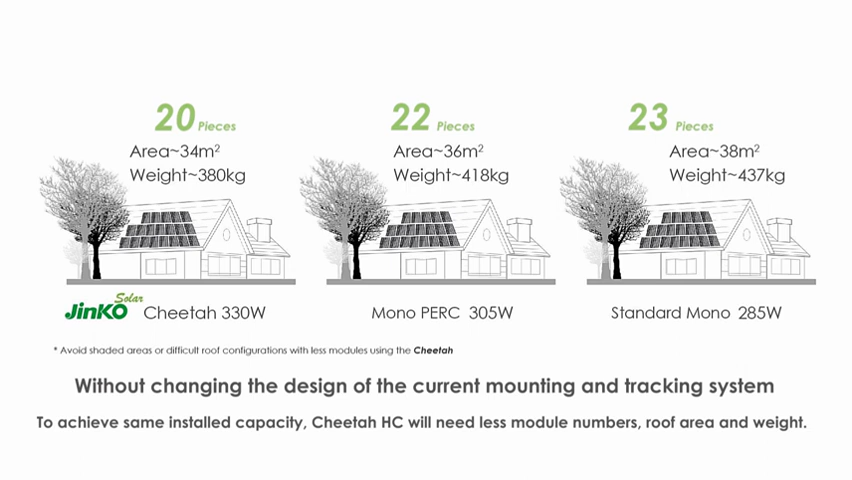 20 Pieces
Area~34m²
Weight~380kg
22 Pieces
Area~36m²
Weight~418kg
23 Pieces
Area~38m²
Weight~437kg
JinKO Solar Cheetah 330W
Mono PERC 305W
Standard Mono 285W
* Avoid shaded areas or difficult roof configurations with less modules using the Cheetah
Without changing the design of the current mounting and tracking system
To achieve same installed capacity, Cheetah HC will need less module numbers, roof area and weight.